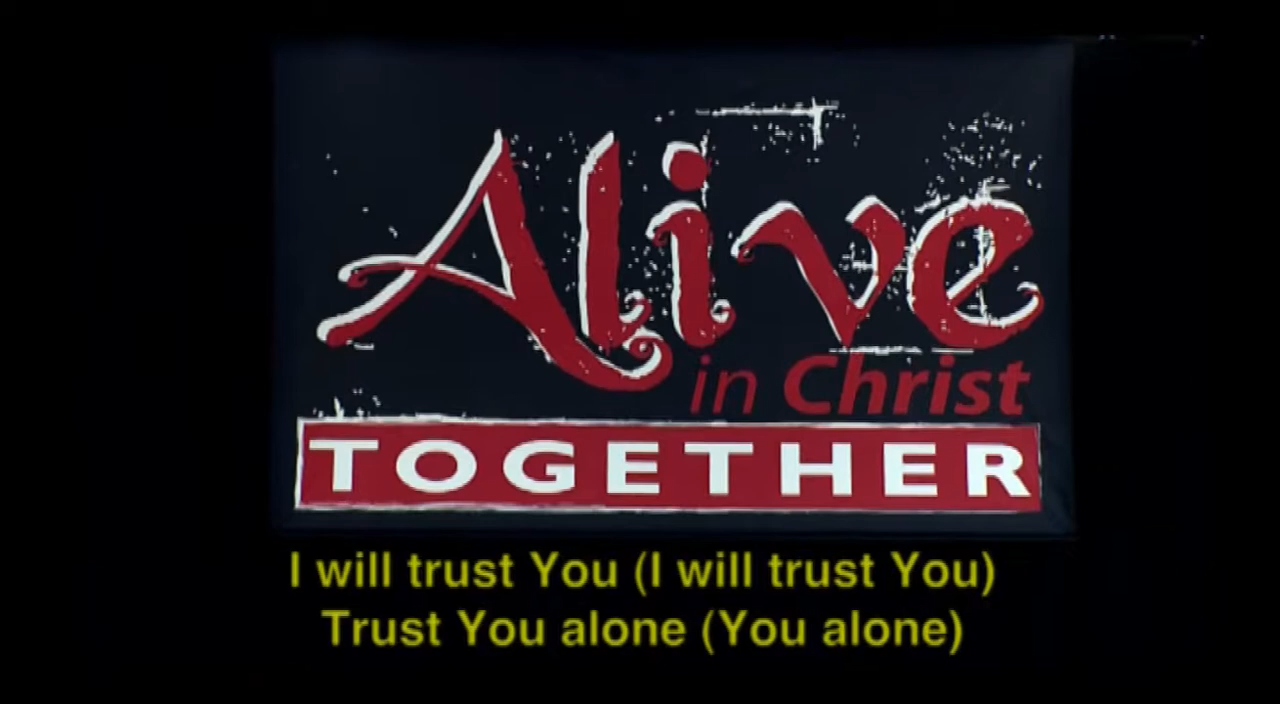 Alive
in Christ
TOGETHER
I will trust You (I will trust You)
Trust You alone (You alone)